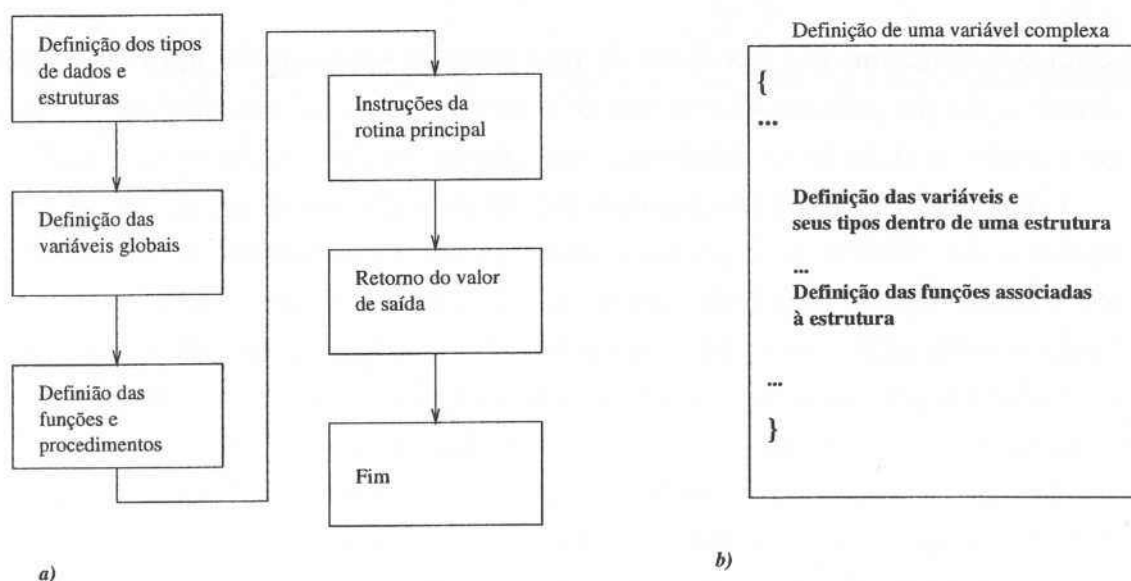 Definição dos tipos
de dados e
estruturas
Definição das
variáveis globais
Definião das
funções e
procedimentos
Instruções da
rotina principal
Retorno do valor
de saída
Fim
a)
Definição de uma variável complexa
{
...
Definição das variáveis e
seus tipos dentro de uma estrutura
...
Definição das funções associadas
à estrutura
...
}
b)